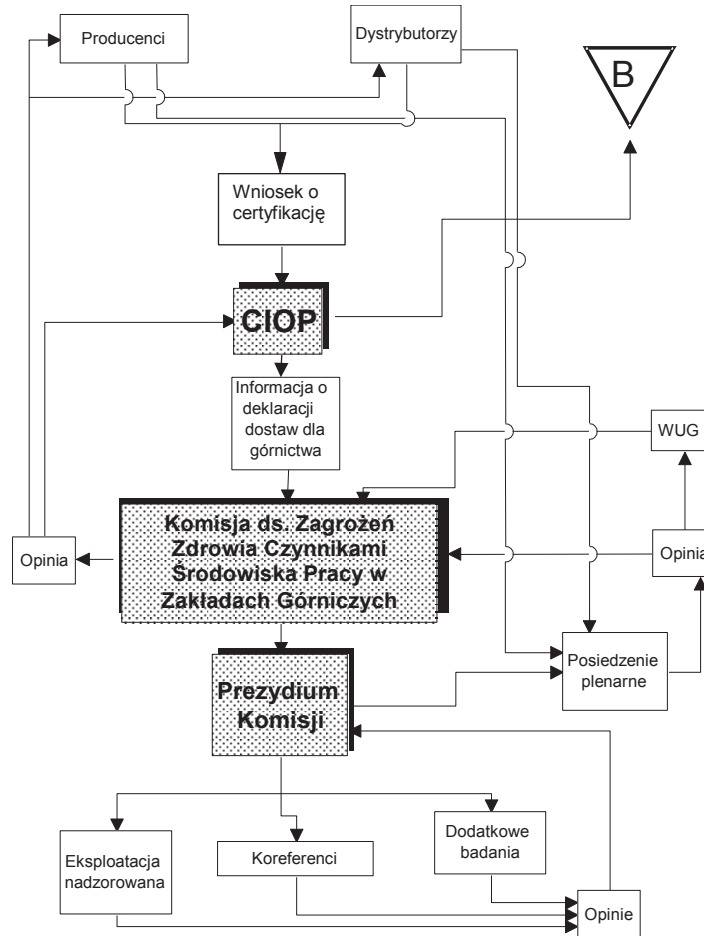 Producenci
Dystrybutorzy
B
Wniosek o
certyfikację
CIOP
Informacja o
deklaracji
dostaw dla
górnictwa
WUG
Komisja ds. Zagrożeń
Zdrowia Czynnikami
Środowiska Pracy w
Zakładach Górniczych
Opinia
Opinia
Prezydium
Komisji
Posiedzenie
plenarne
Eksploatacja
nadzorowana
Koreferenci
Dodatkowe
badania
Opinie